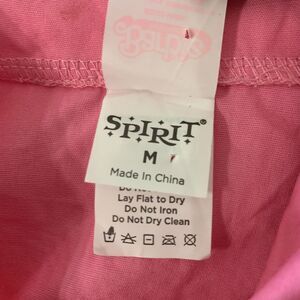 SPIRIT
M
Made In China
Lay Flat to Dry
Do Not Iron
Do Not Dry Clean